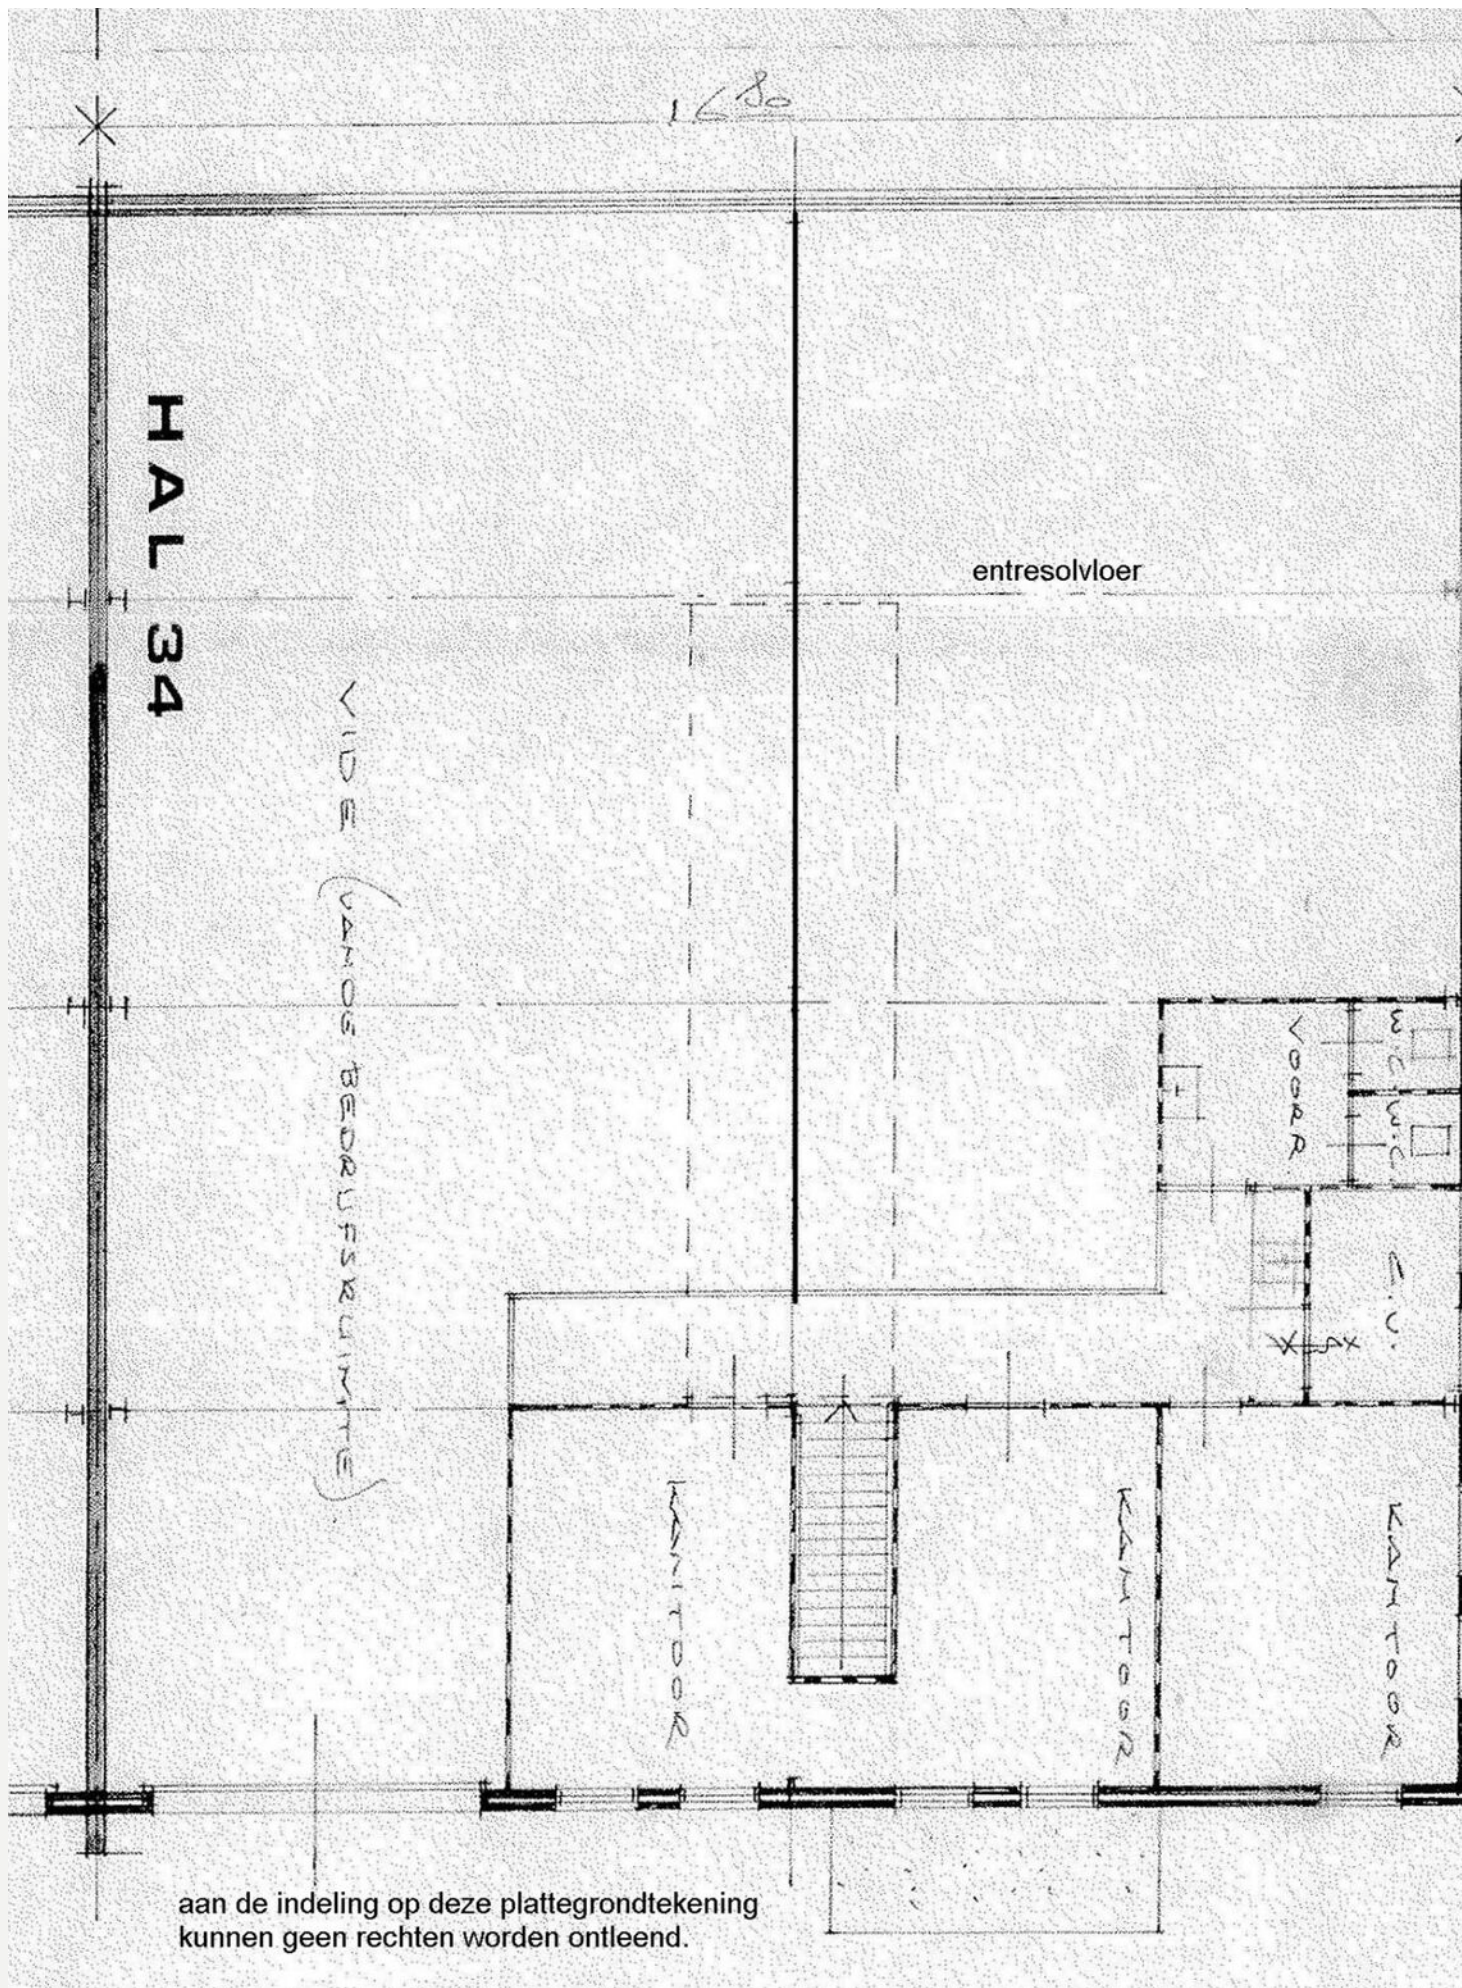 1680
HAL 34
entresolvloer
VIDE (VAN DE BEDRIJFSRUIMTE)
VOORR.
W.C.
W.C.
C.V.
KANTOOR
KANTOOR
KANTOOR
aan de indeling op deze plattegrondtekening
kunnen geen rechten worden ontleend.